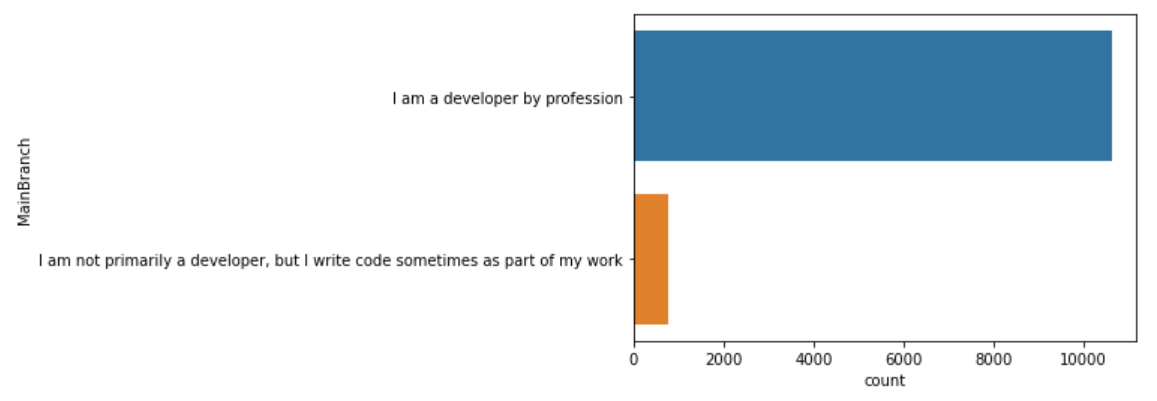 MainBranch
I am a developer by profession
I am not primarily a developer, but I write code sometimes as part of my work
0 2000 4000 6000 8000 10000
count